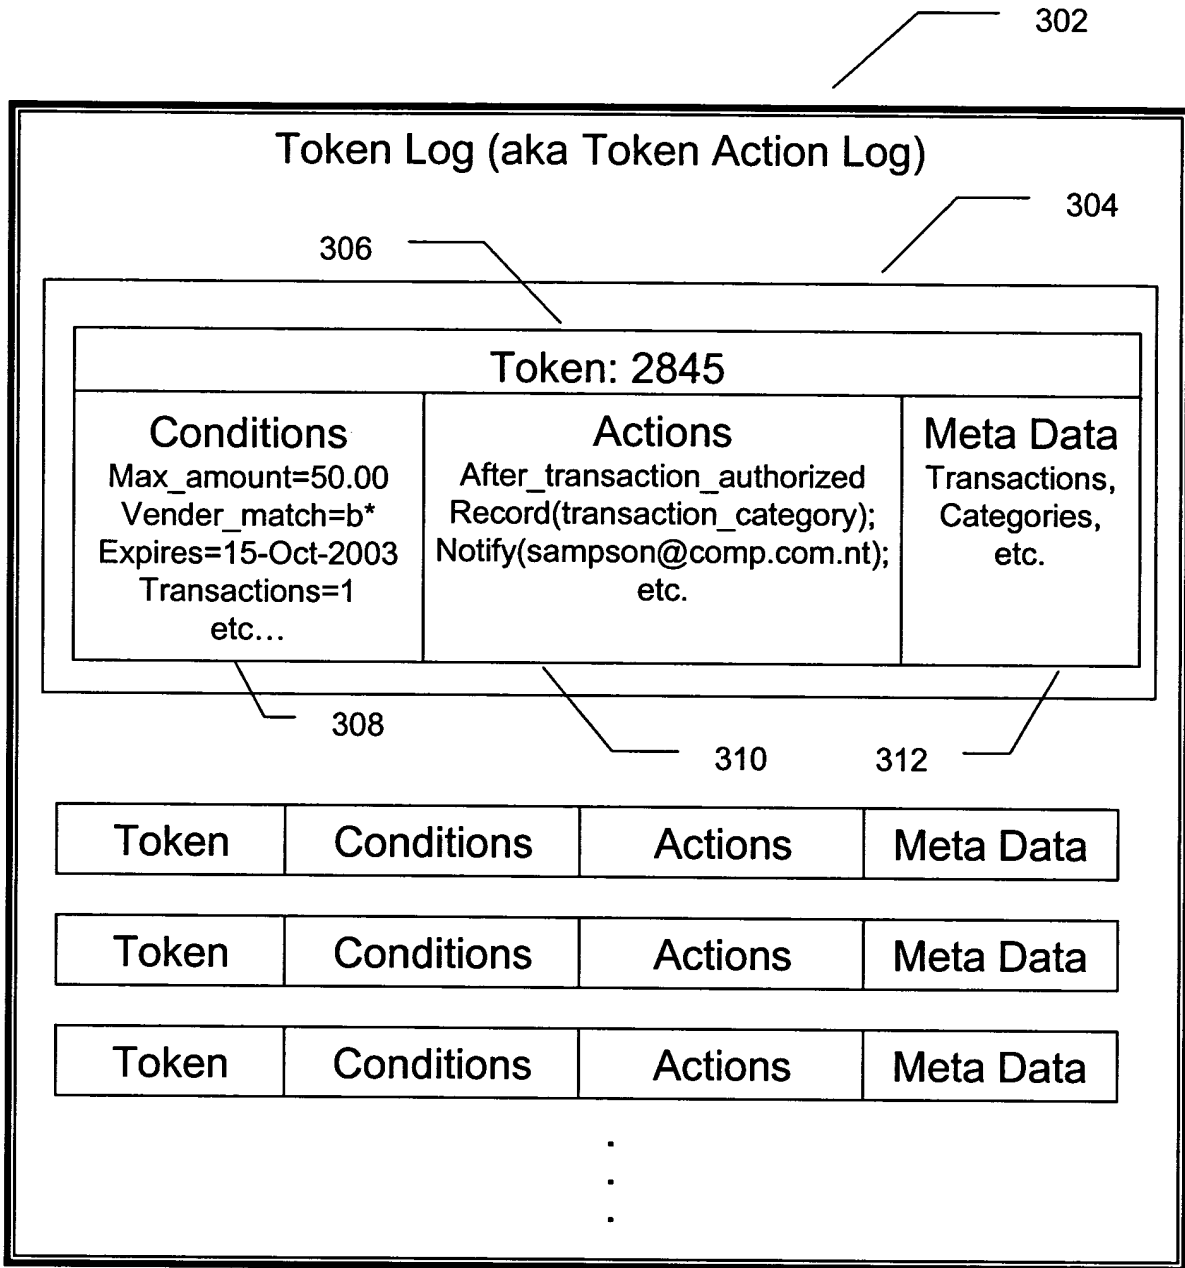 302
Token Log (aka Token Action Log)
304
306
Token: 2845
Conditions
Max_amount=50.00
Vender_match=b*
Expires=15-Oct-2003
Transactions=1
etc...
Actions
After_transaction_authorized
Record(transaction_category);
Notify(sampson@comp.com.nt);
etc.
Meta Data
Transactions,
Categories,
etc.
308
310
312
Token Conditions Actions Meta Data
Token Conditions Actions Meta Data
Token Conditions Actions Meta Data